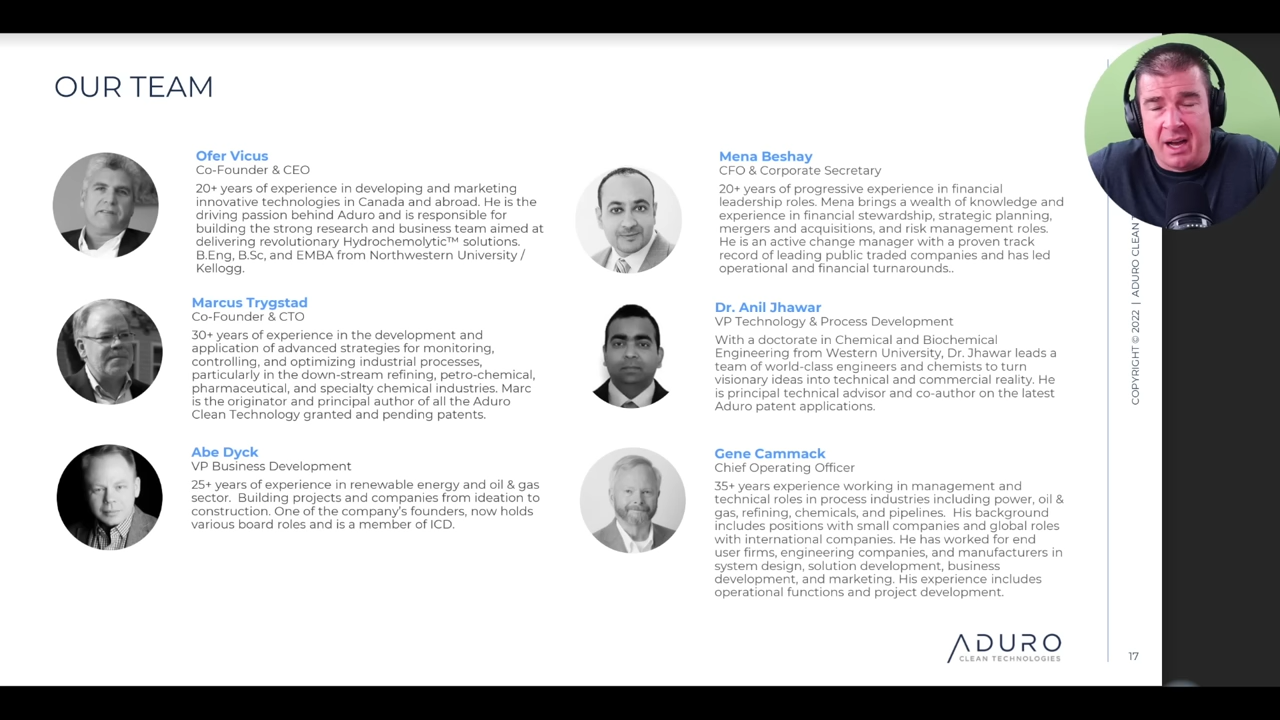 OUR TEAM
Ofer Vicus
Co-Founder & CEO
20+ years of experience in developing and marketing
innovative technologies in Canada and abroad. He is the
driving passion behind Aduro and is responsible for
building the strong research and business team aimed at
delivering revolutionary Hydrochemolytic™ solutions.
B.Eng, B.Sc, and EMBA from Northwestern University /
Kellogg.
Marcus Trygstad
Co-Founder & CTO
30+ years of experience in the development and
application of advanced strategies for monitoring,
controlling, and optimizing industrial processes,
particularly in the down-stream refining, petro-chemical,
pharmaceutical, and specialty chemical industries. Marc
is the originator and principal author of all the Aduro
Clean Technology granted and pending patents.
Abe Dyck
VP Business Development
25+ years of experience in renewable energy and oil & gas
sector. Building projects and companies from ideation to
construction. One of the company's founders, now holds
various board roles and is a member of ICD.
Mena Beshay
CFO & Corporate Secretary
20+ years of progressive experience in financial
leadership roles. Mena brings a wealth of knowledge and
experience in financial stewardship, strategic planning,
mergers and acquisitions, and risk management roles.
He is an active change manager with a proven track
record of leading public traded companies and has led
operational and financial turnarounds..
Dr. Anil Jhawar
VP Technology & Process Development
With a doctorate in Chemical and Biochemical
Engineering from Western University, Dr. Jhawar leads a
team of world-class engineers and chemists to turn
visionary ideas into technical and commercial reality. He
is principal technical advisor and co-author on the latest
Aduro patent applications.
Gene Cammack
Chief Operating Officer
35+ years experience working in management and
technical roles in process industries including power, oil &
gas, refining, chemicals, and pipelines. His background
includes positions with small companies and global roles
with international companies. He has worked for end
user firms, engineering companies, and manufacturers in
system design, solution development, business
development, and marketing. His experience includes
operational functions and project development.
COPYRIGHT © 2022 | ADURO CLEAN
ADURO
CLEAN TECHNOLOGIES
17